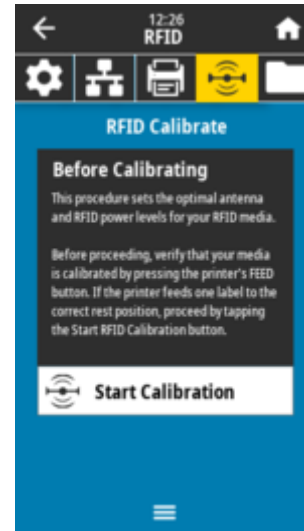 12:26
RFID
RFID Calibrate
Before Calibrating
This procedure sets the optimal antenna
and RFID power levels for your RFID media.
Before proceeding, verify that your media
is calibrated by pressing the printer's FEED
button. If the printer feeds one label to the
correct rest position, proceed by tapping
the Start RFID Calibration button.
Start Calibration